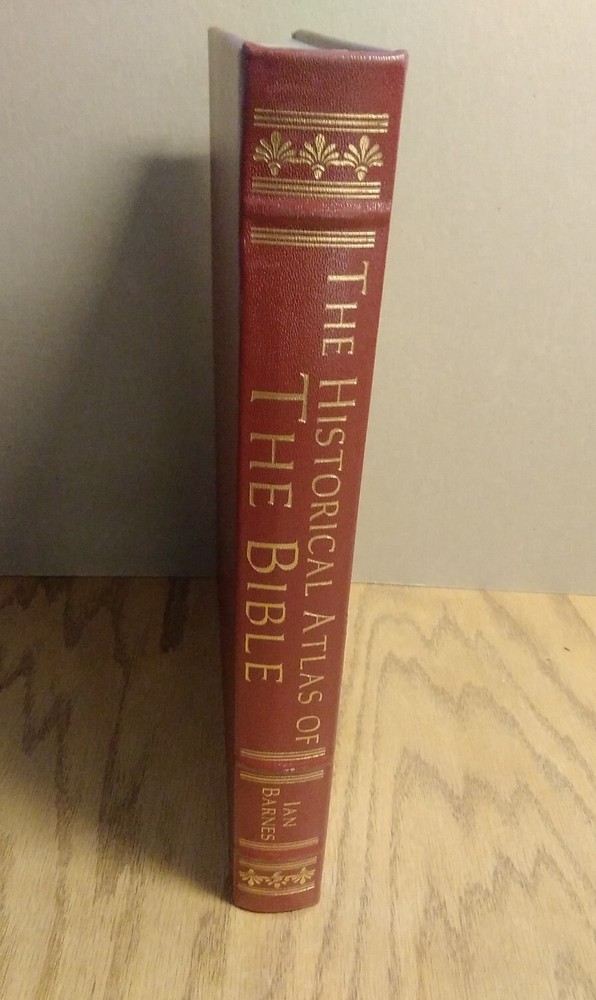 THE HISTORICAL ATLAS OF
THE BIBLE
IAN
BARNES